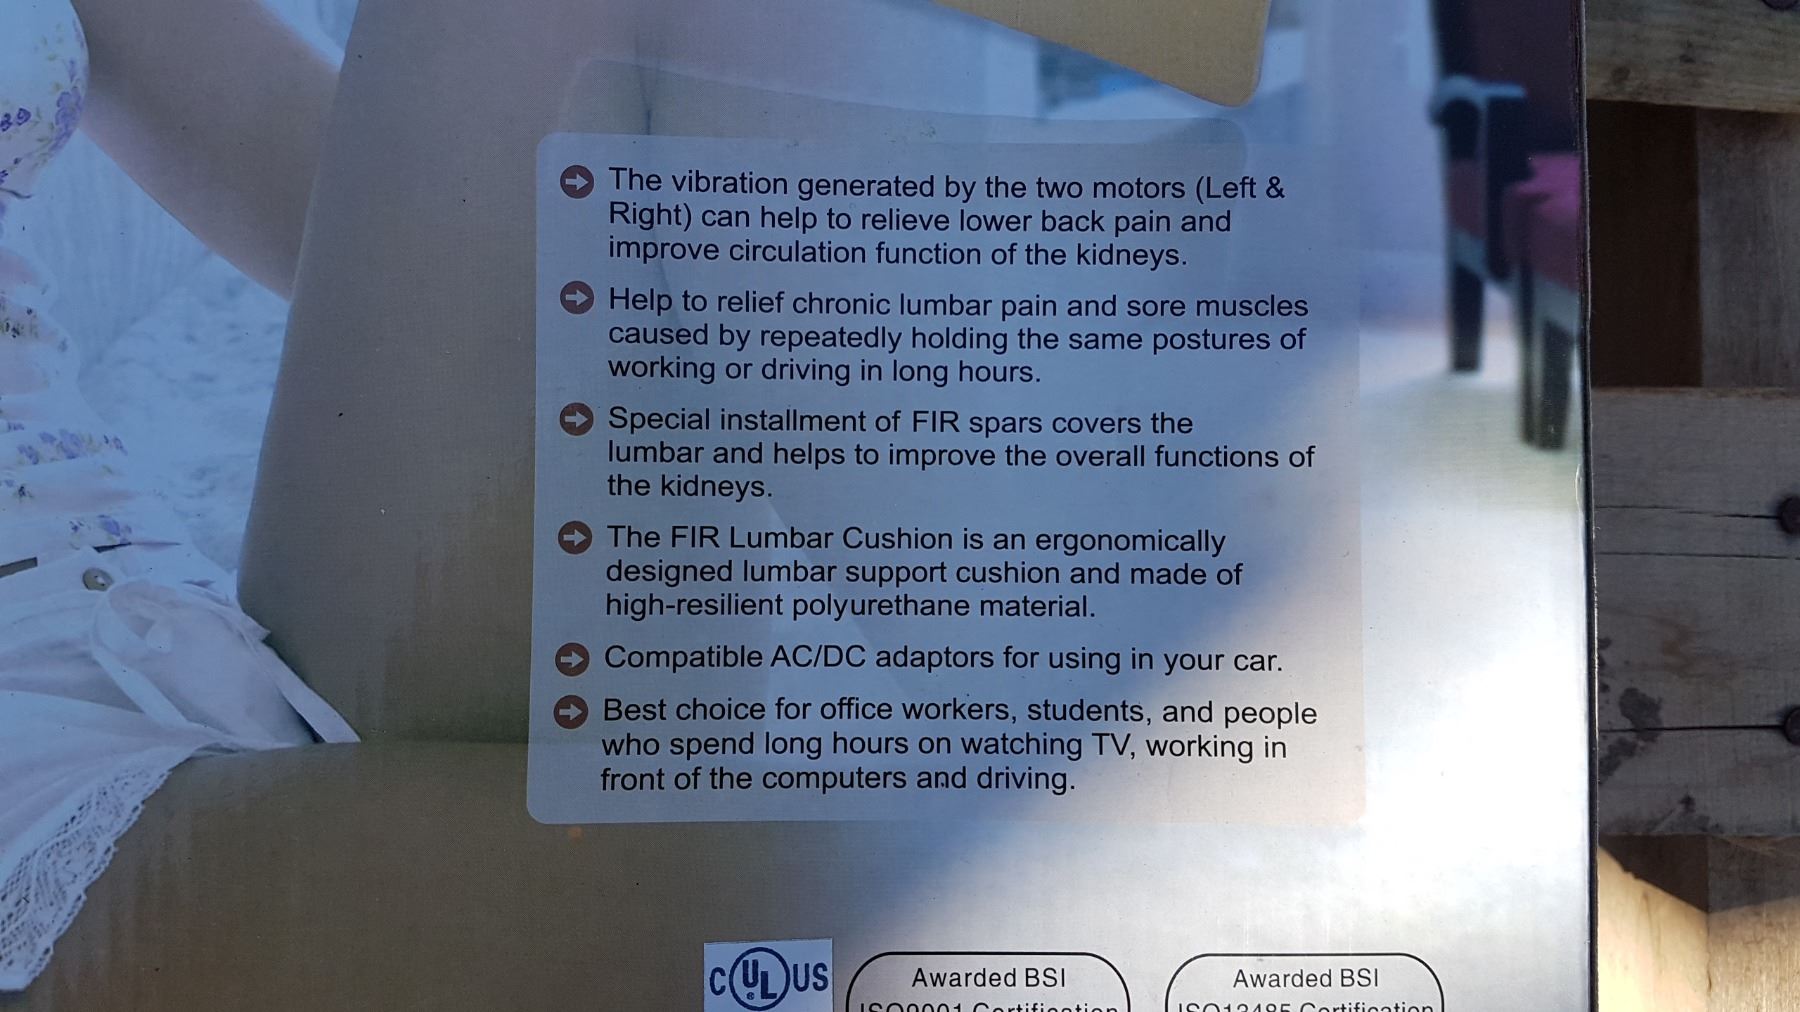 The vibration generated by the two motors (Left &
Right) can help to relieve lower back pain and
improve circulation function of the kidneys.
Help to relief chronic lumbar pain and sore muscles
caused by repeatedly holding the same postures of
working or driving in long hours.
Special installment of FIR spars covers the
lumbar and helps to improve the overall functions of
the kidneys.
The FIR Lumbar Cushion is an ergonomically
designed lumbar support cushion and made of
high-resilient polyurethane material.
Compatible AC/DC adaptors for using in your car.
Best choice for office workers, students, and people
who spend long hours on watching TV, working in
front of the computers and driving.
C UL® US
Awarded BSI
ISO9001 Certification
Awarded BSI
ISO13485 Certification